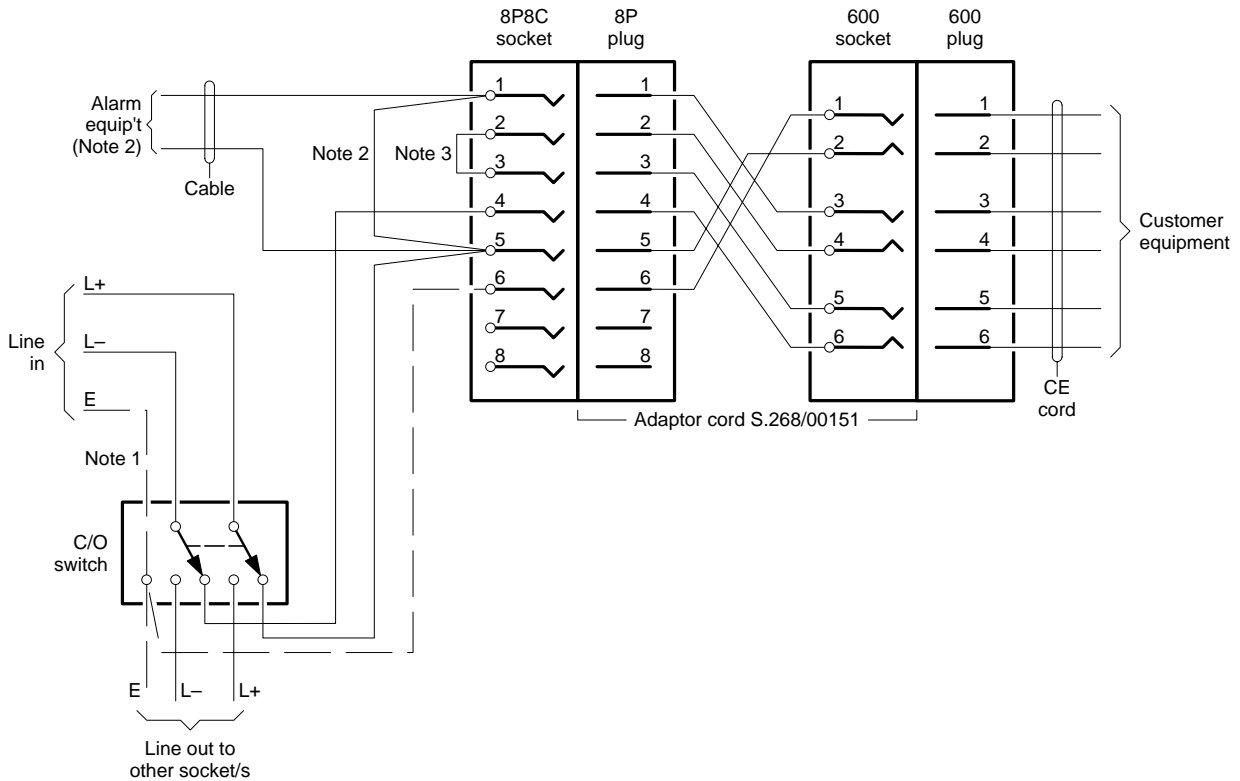 8P8C
socket
8P
plug
600
socket
600
plug
Alarm
equip't
(Note 2)
Cable
Note 2
Note 3
1
2
3
4
5
6
7
8
1
2
3
4
5
6
7
8
1
2
3
4
5
6
1
2
3
4
5
6
Customer
equipment
CE
cord
Adaptor cord S.268/00151
Line
in
L+
L–
E
Note 1
C/O
switch
E
L–
L+
Line out to
other socket/s